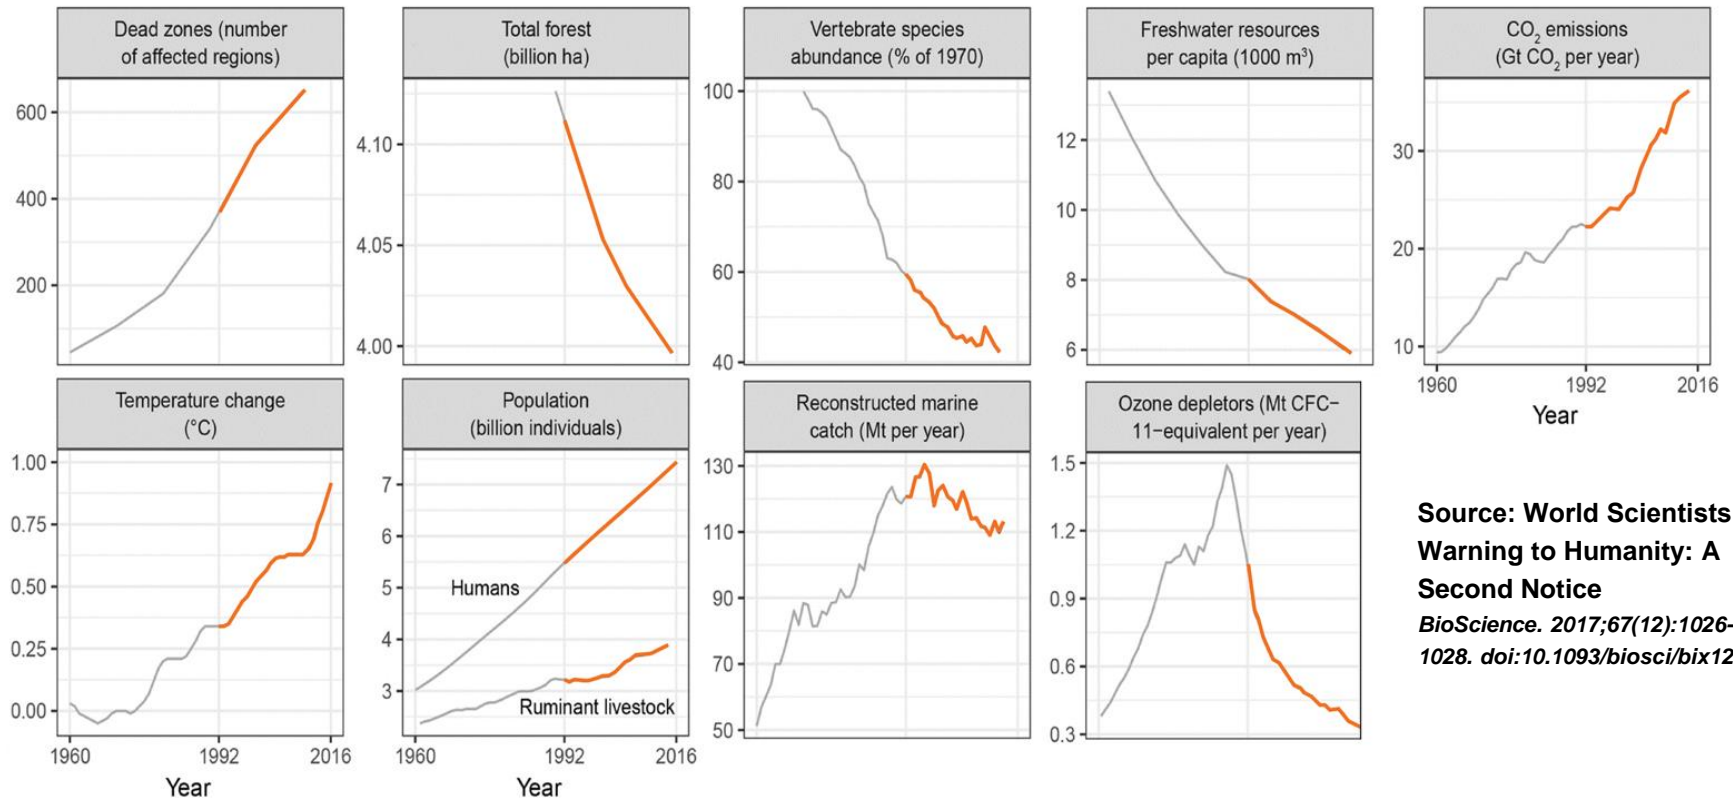 Dead zones (number
of affected regions)
600
400
200
Total forest
(billion ha)
4.10
4.05
4.00
Vertebrate species
abundance (% of 1970)
100
80
60
40
Freshwater resources
per capita (1000 m³)
12
10
8
6
CO₂ emissions
(Gt CO₂ per year)
30
20
10
1960 1992 2016
Year
Temperature change
(°C)
1.00
0.75
0.50
0.25
0.00
1960 1992 2016
Year
Population
(billion individuals)
7
6
5
4
3
Humans
Ruminant livestock
1960 1992 2016
Year
Reconstructed marine
catch (Mt per year)
130
110
90
70
50
Ozone depletors (Mt CFC−
11−equivalent per year)
1.5
1.2
0.9
0.6
0.3
Source: World Scientists
Warning to Humanity: A
Second Notice
BioScience. 2017;67(12):1026-
1028. doi:10.1093/biosci/bix12